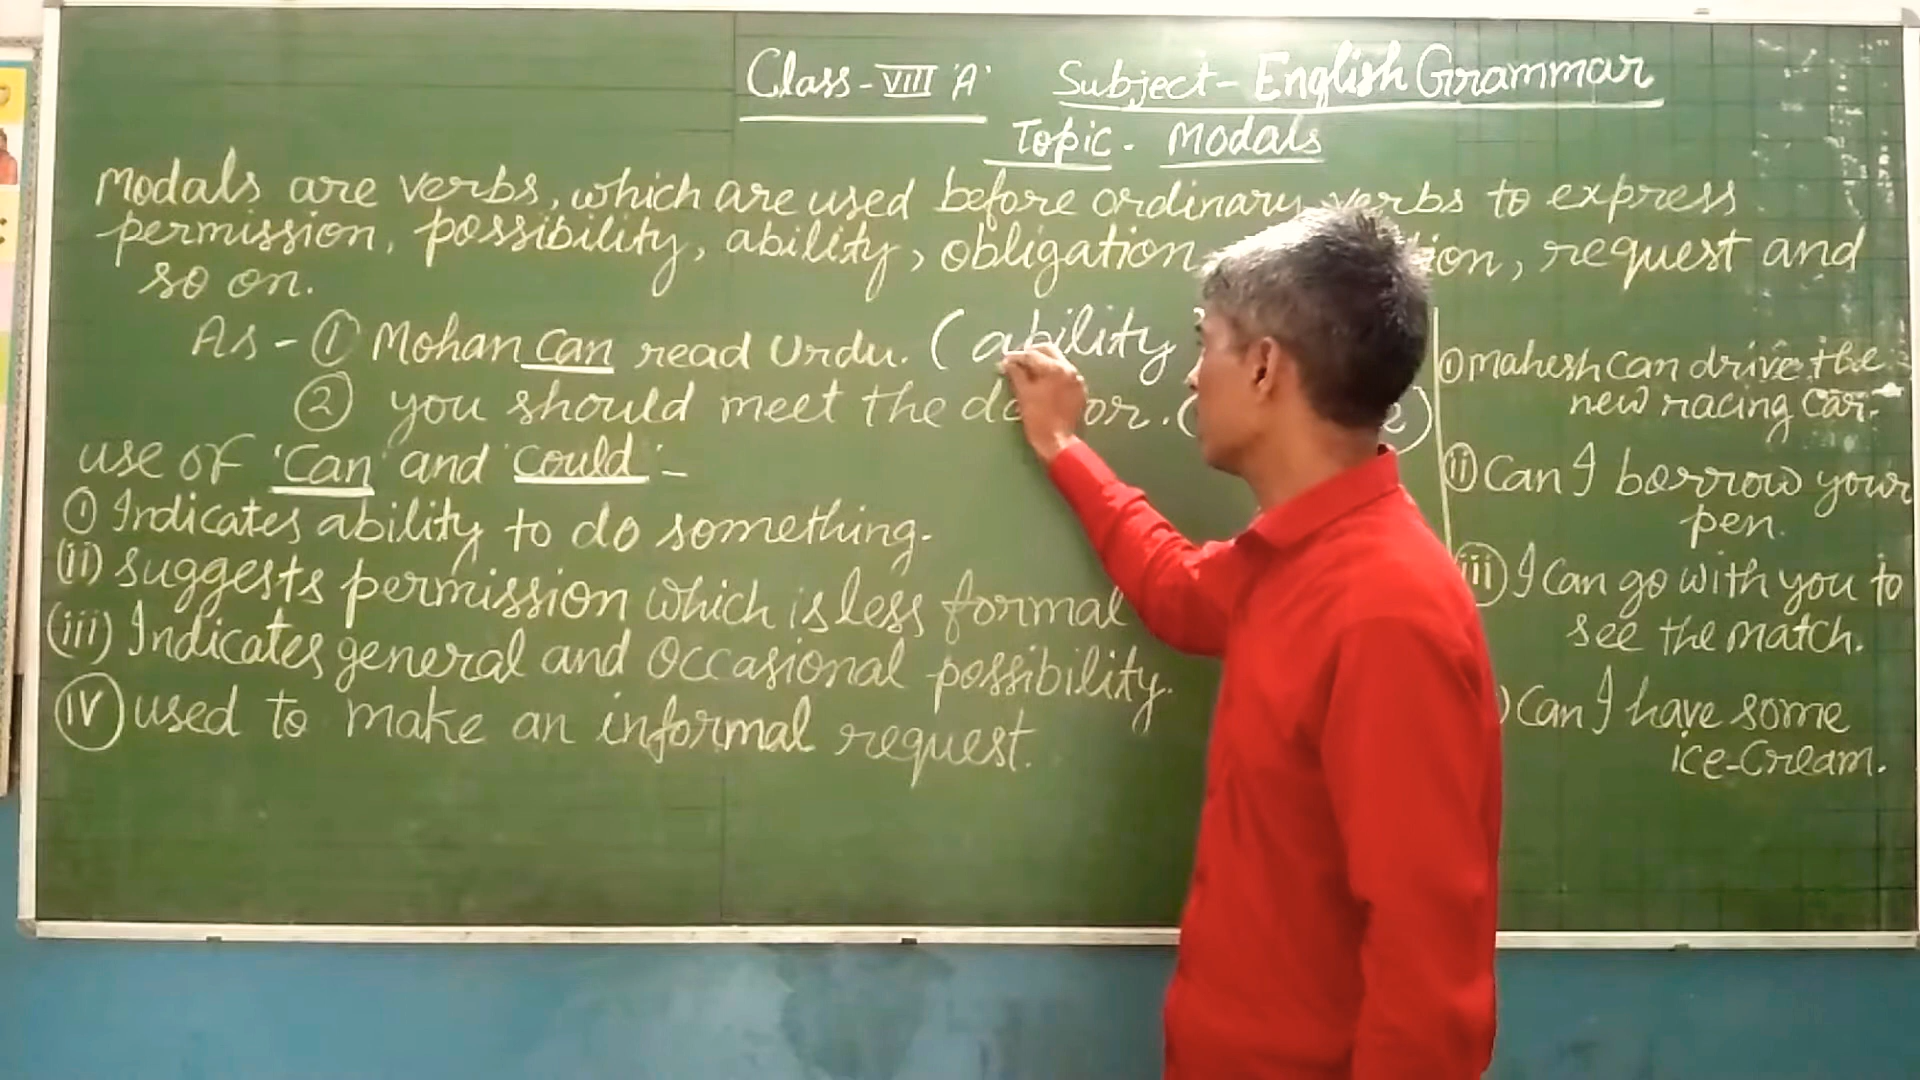 Class - VIII 'A' Subject - English Grammar
Topic - Modals
Modals are verbs, which are used before ordinary verbs to express
permission, possibility, ability, obligation, request and
so on.
As - ① Mohan can read Urdu. (ability
② you should meet the doctor.
use of 'Can' and 'Could' -
① Indicates ability to do something.
(ii) suggests permission which is less formal
(iii) Indicates general and Occasional possibility.
(IV) used to make an informal request.
① Mahesh can drive the
new racing car.
(ii) Can I borrow your
pen.
(iii) I Can go with you to
see the match.
Can I have some
ice-Cream.